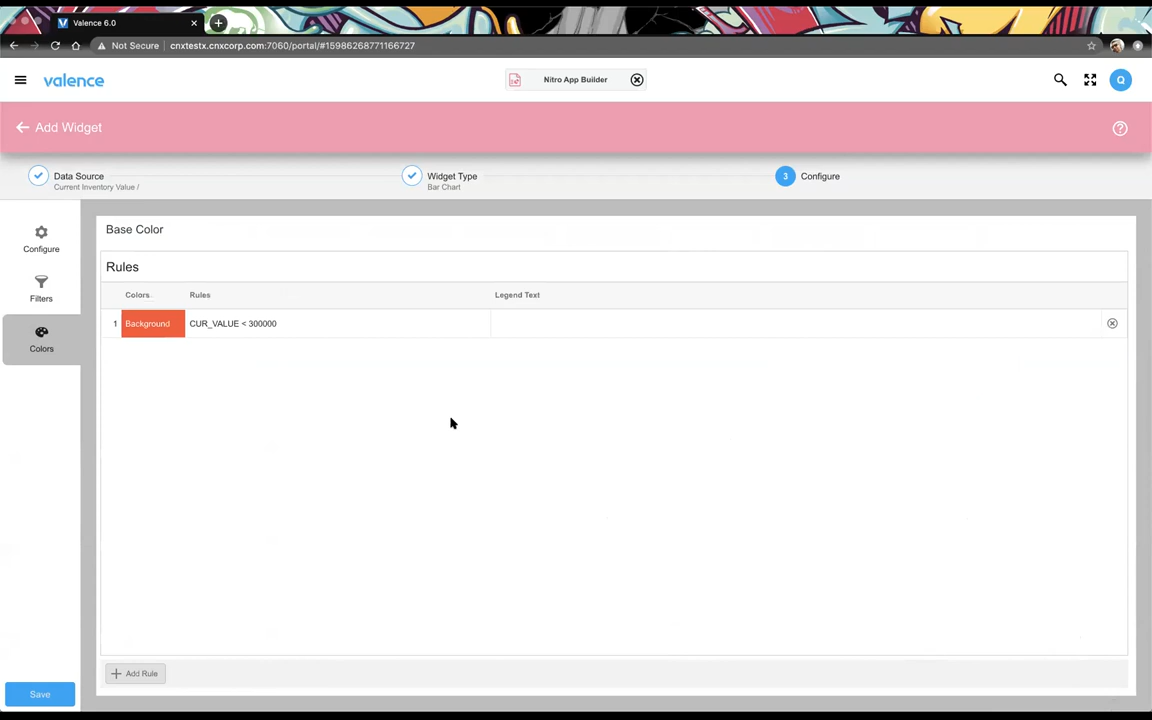 Valence 6.0
Not Secure cnxtestx.cnxcorp.com:7060/portal/#15986268771166727
valence
Nitro App Builder
Q
Add Widget
Data Source
Current Inventory Value /
Widget Type
Bar Chart
3 Configure
Configure
Filters
Colors
Base Color
Rules
Colors Rules Legend Text
1 Background CUR_VALUE < 300000
Add Rule
Save